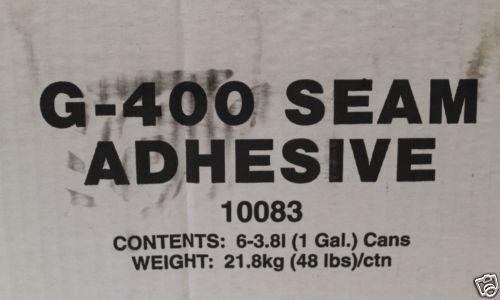 G-400 SEAM
ADHESIVE
10083
CONTENTS: 6-3.8l (1 Gal.) Cans
WEIGHT: 21.8kg (48 lbs)/ctn